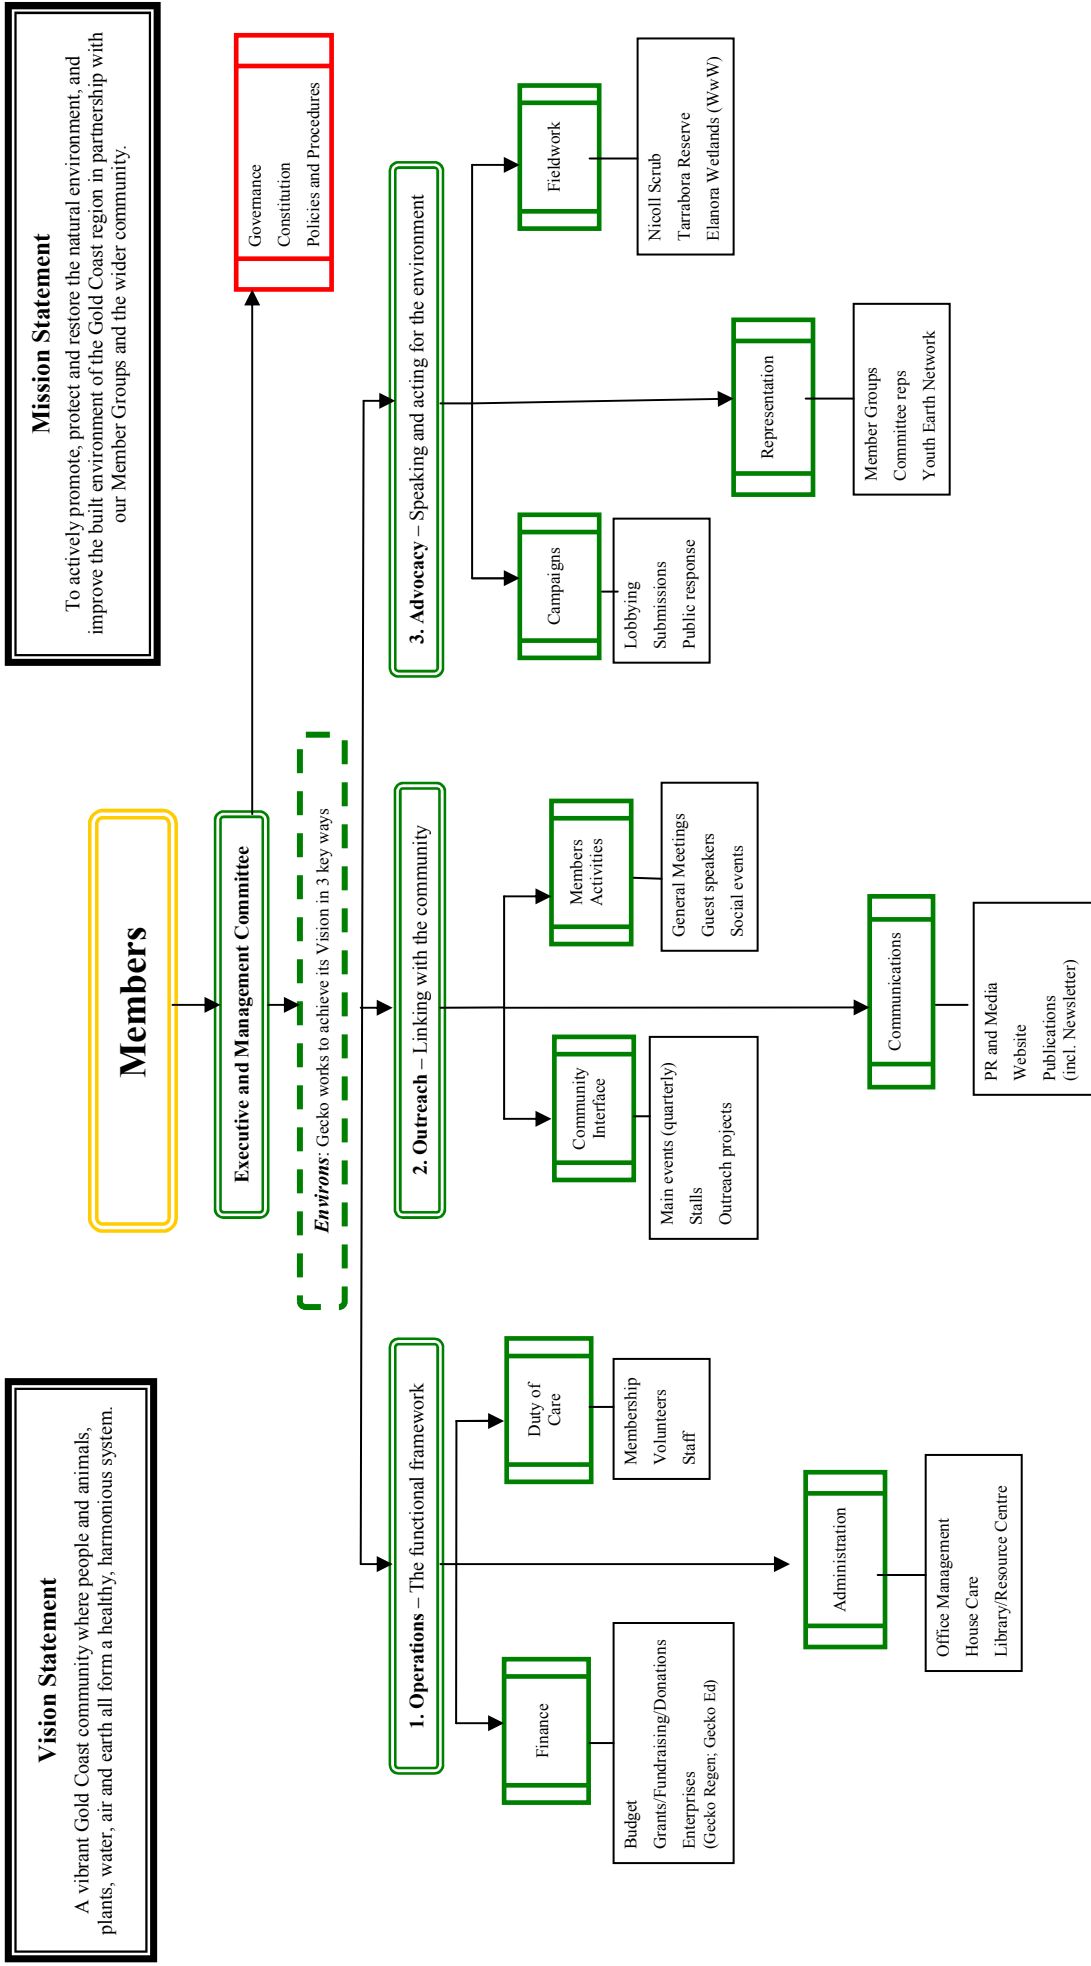 Vision Statement
A vibrant Gold Coast community where people and animals,
plants, water, air and earth all form a healthy, harmonious system.
Members
Mission Statement
To actively promote, protect and restore the natural environment, and
improve the built environment of the Gold Coast region in partnership with
our Member Groups and the wider community.
Executive and Management Committee
Governance
Constitution
Policies and Procedures
Environs: Gecko works to achieve its Vision in 3 key ways
1. Operations – The functional framework
Finance
Budget
Grants/Fundraising/Donations
Enterprises
(Gecko Regen; Gecko Ed)
Duty of
Care
Membership
Volunteers
Staff
Administration
Office Management
House Care
Library/Resource Centre
2. Outreach – Linking with the community
Community
Interface
Main events (quarterly)
Stalls
Outreach projects
Members
Activities
General Meetings
Guest speakers
Social events
Communications
PR and Media
Website
Publications
(incl. Newsletter)
3. Advocacy – Speaking and acting for the environment
Campaigns
Lobbying
Submissions
Public response
Representation
Member Groups
Committee reps
Youth Earth Network
Fieldwork
Nicoll Scrub
Tarrabora Reserve
Elanora Wetlands (WwW)